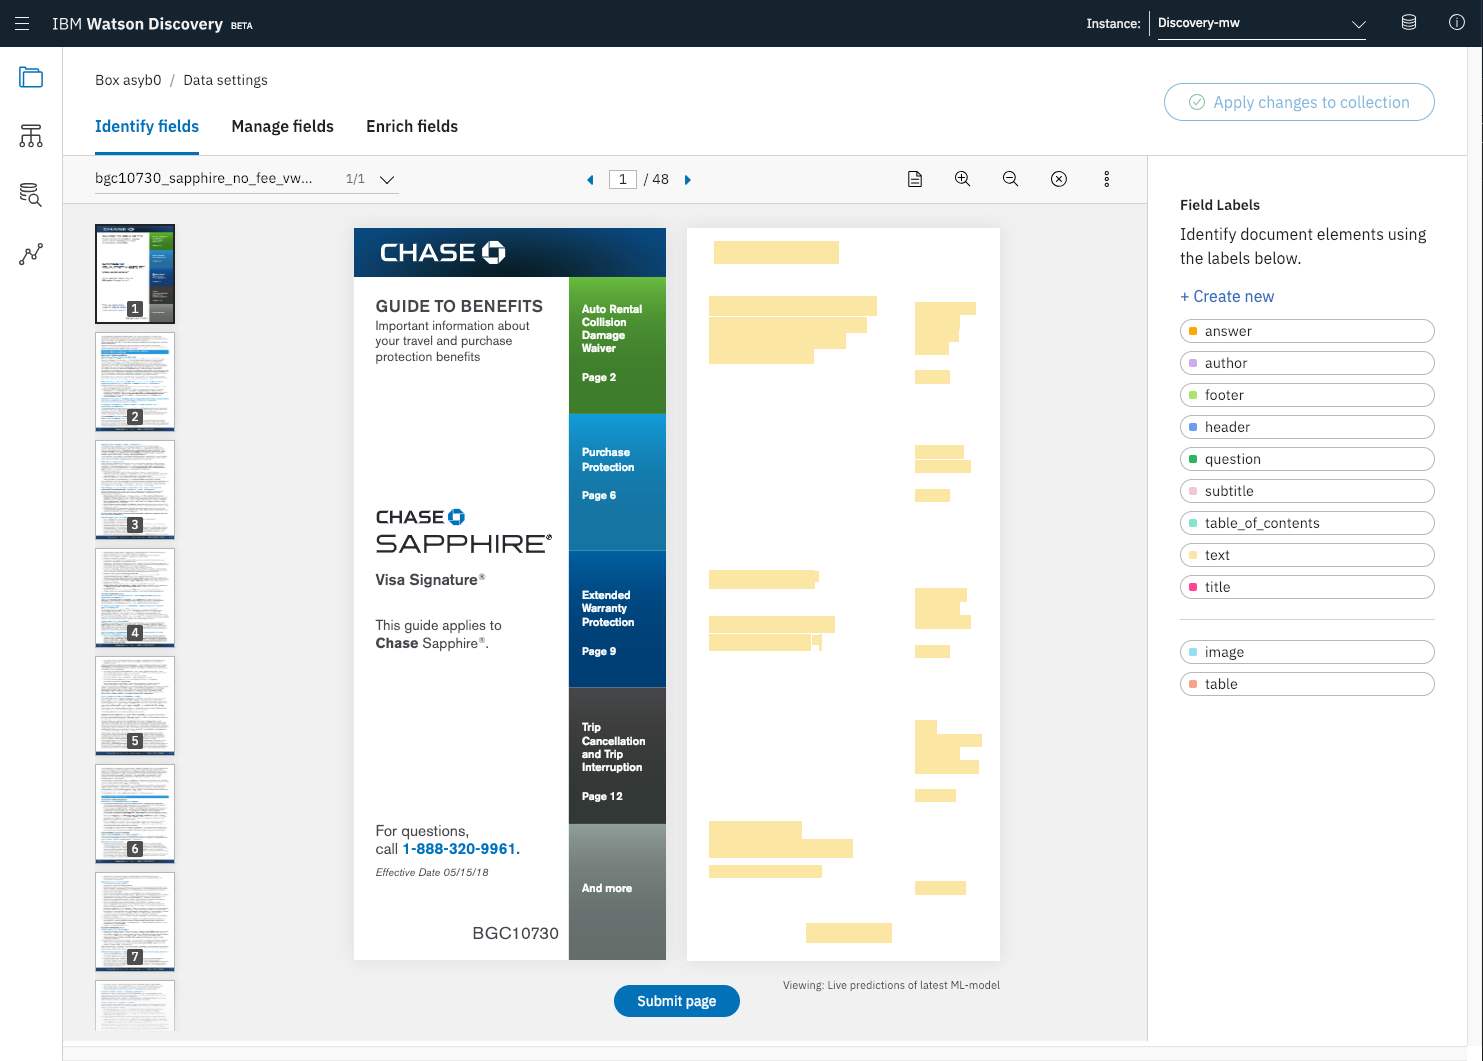 IBM Watson Discovery BETA
Instance: Discovery-mw
Box asyb0 / Data settings
Apply changes to collection
Identify fields Manage fields Enrich fields
bgc10730_sapphire_no_fee_vw... 1/1
1 / 48
1
2
3
4
5
6
7
CHASE
GUIDE TO BENEFITS
Important information about
your travel and purchase
protection benefits
CHASE
SAPPHIRE®
Visa Signature®
This guide applies to
Chase Sapphire®.
For questions,
call 1-888-320-9961.
Effective Date 05/15/18
BGC10730
Auto Rental
Collision
Damage
Waiver
Page 2
Purchase
Protection
Page 6
Extended
Warranty
Protection
Page 9
Trip
Cancellation
and Trip
Interruption
Page 12
And more
Viewing: Live predictions of latest ML-model
Submit page
Field Labels
Identify document elements using
the labels below.
+ Create new
answer
author
footer
header
question
subtitle
table_of_contents
text
title
image
table